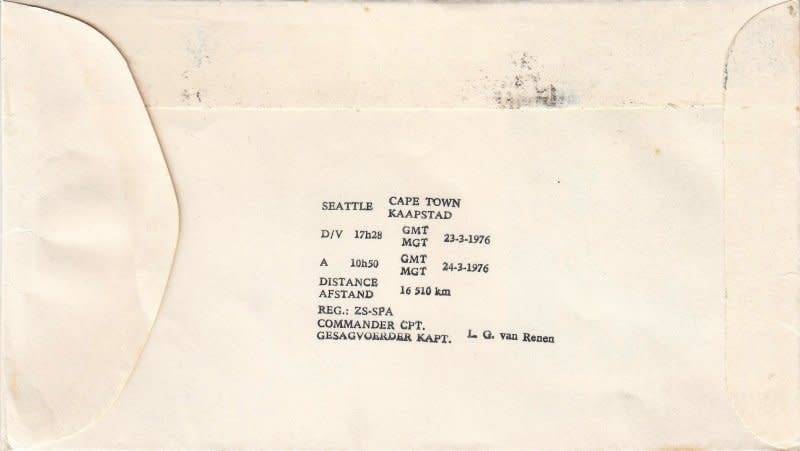 SEATTLE CAPE TOWN
KAAPSTAD
D/V 17h28 GMT
MGT 23-3-1976
A 10h50 GMT
MGT 24-3-1976
DISTANCE
AFSTAND 16 510 km
REG.: ZS-SPA
COMMANDER CPT.
GESAGVOERDER KAPT. L. G. van Renen